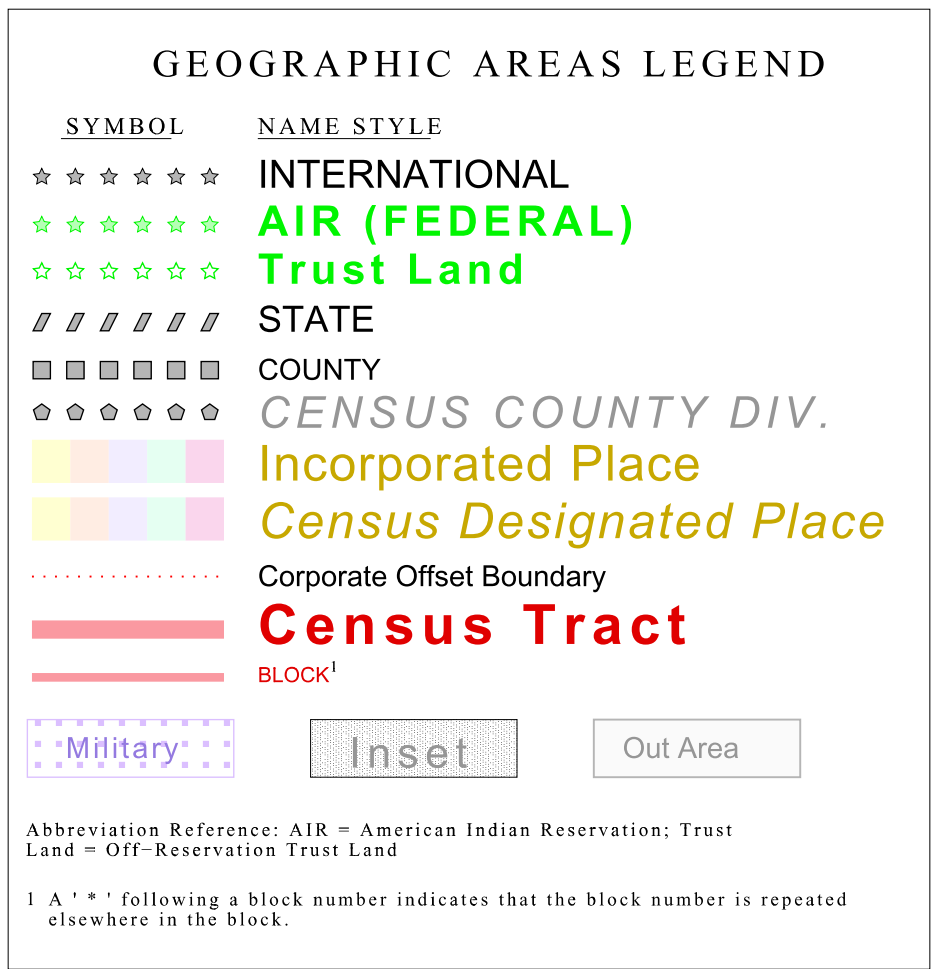 GEOGRAPHIC AREAS LEGEND
SYMBOL NAME STYLE
INTERNATIONAL
AIR (FEDERAL)
Trust Land
STATE
COUNTY
CENSUS COUNTY DIV.
Incorporated Place
Census Designated Place
Corporate Offset Boundary
Census Tract
BLOCK¹
Military Inset Out Area
Abbreviation Reference: AIR = American Indian Reservation; Trust
Land = Off−Reservation Trust Land
1 A ' * ' following a block number indicates that the block number is repeated
elsewhere in the block.